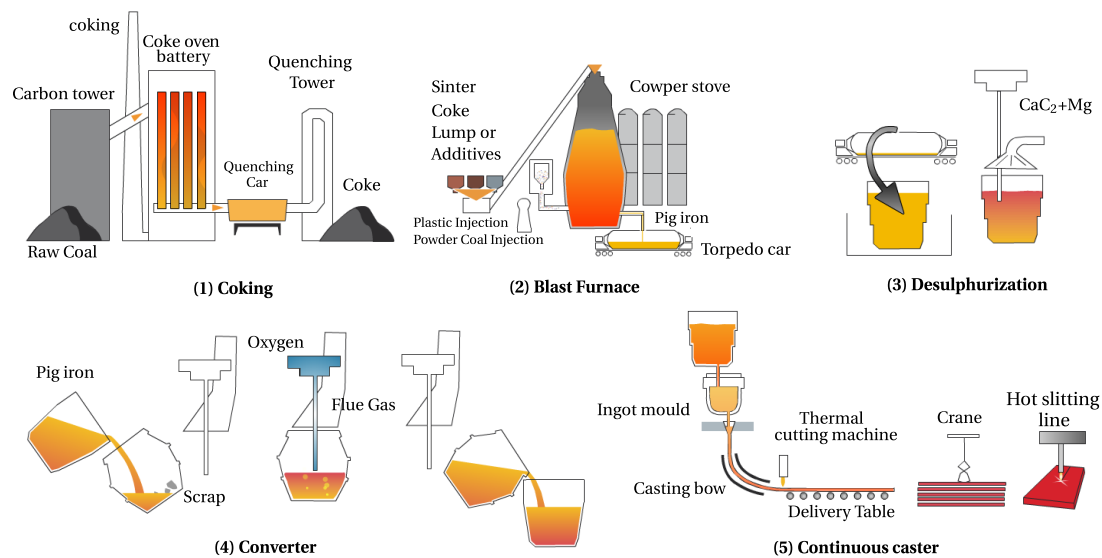 coking
Coke oven
battery
Carbon tower
Quenching
Tower
Quenching
Car
Coke
Raw Coal
(1) Coking
Sinter
Coke
Lump or
Additives
Cowper stove
Plastic Injection
Powder Coal Injection
Pig iron
Torpedo car
(2) Blast Furnace
CaC₂+Mg
(3) Desulphurization
Pig iron
Scrap
Oxygen
Flue Gas
(4) Converter
Ingot mould
Casting bow
Thermal
cutting machine
Delivery Table
Crane
Hot slitting
line
(5) Continuous caster